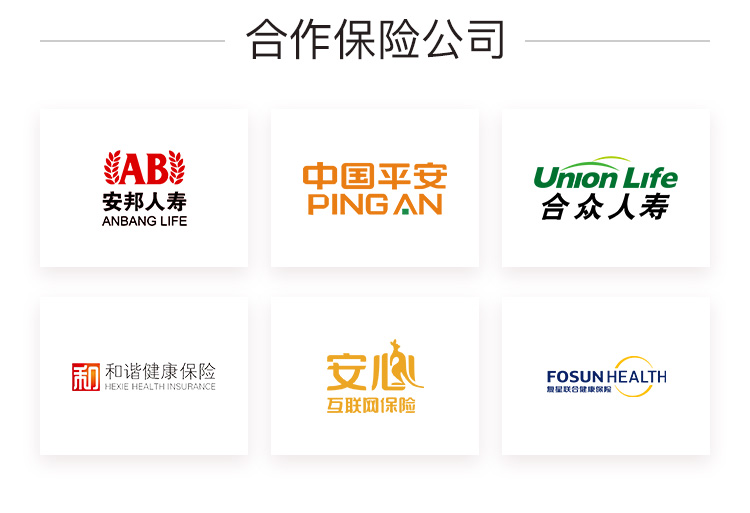 合作保险公司
AB
安邦人寿
ANBANG LIFE
中国平安
PING AN
Union Life
合众人寿
和 和谐健康保险
HEXIE HEALTH INSURANCE
安心
互联网保险
FOSUN HEALTH
复星联合健康保险